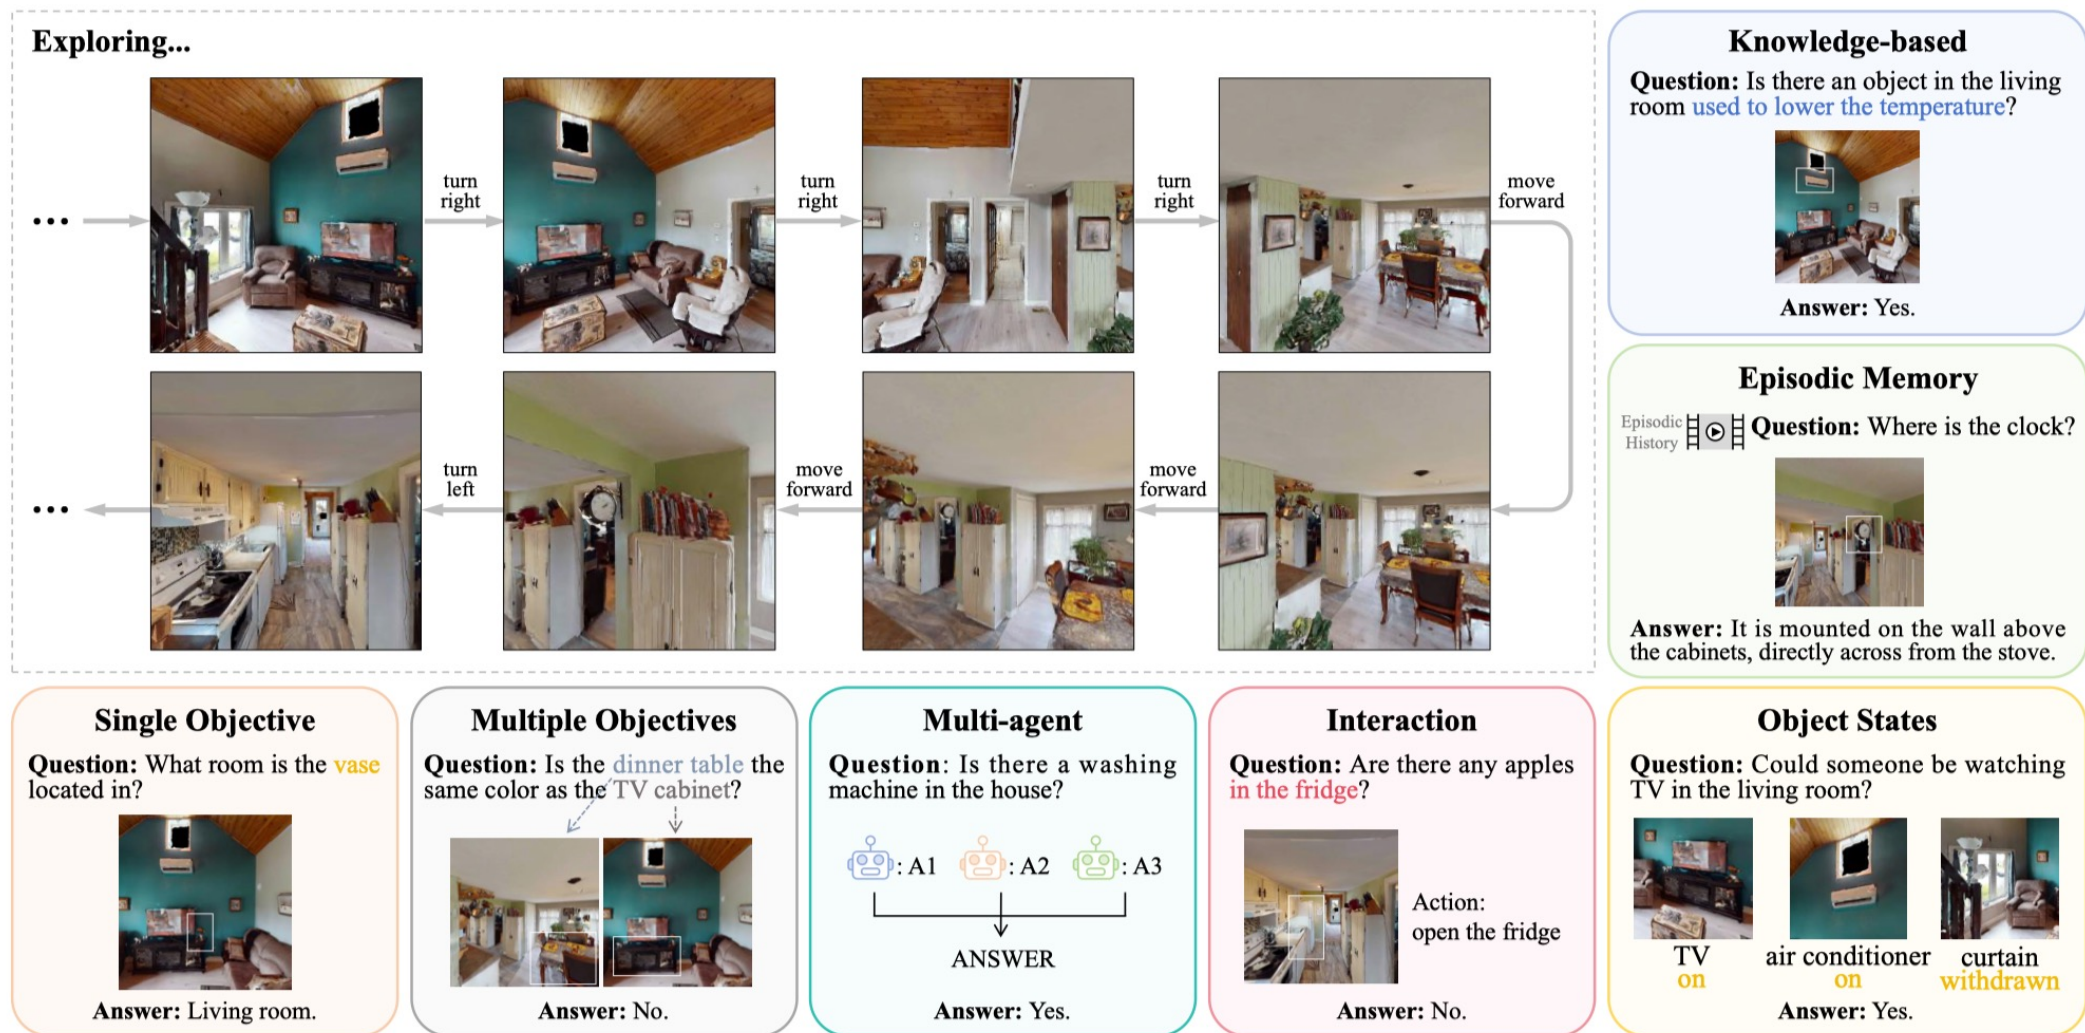 Exploring...
turn
right
turn
right
turn
right
move
forward
...
...
turn
left
move
forward
move
forward
Knowledge-based
Question: Is there an object in the living
room used to lower the temperature?
Answer: Yes.
Episodic Memory
Episodic
History
Question: Where is the clock?
Answer: It is mounted on the wall above
the cabinets, directly across from the stove.
Single Objective
Question: What room is the vase
located in?
Answer: Living room.
Multiple Objectives
Question: Is the dinner table the
same color as the TV cabinet?
Answer: No.
Multi-agent
Question: Is there a washing
machine in the house?
: A1
: A2
: A3
ANSWER
Answer: Yes.
Interaction
Question: Are there any apples
in the fridge?
Action:
open the fridge
Answer: No.
Object States
Question: Could someone be watching
TV in the living room?
TV
on
air conditioner
on
curtain
withdrawn
Answer: Yes.